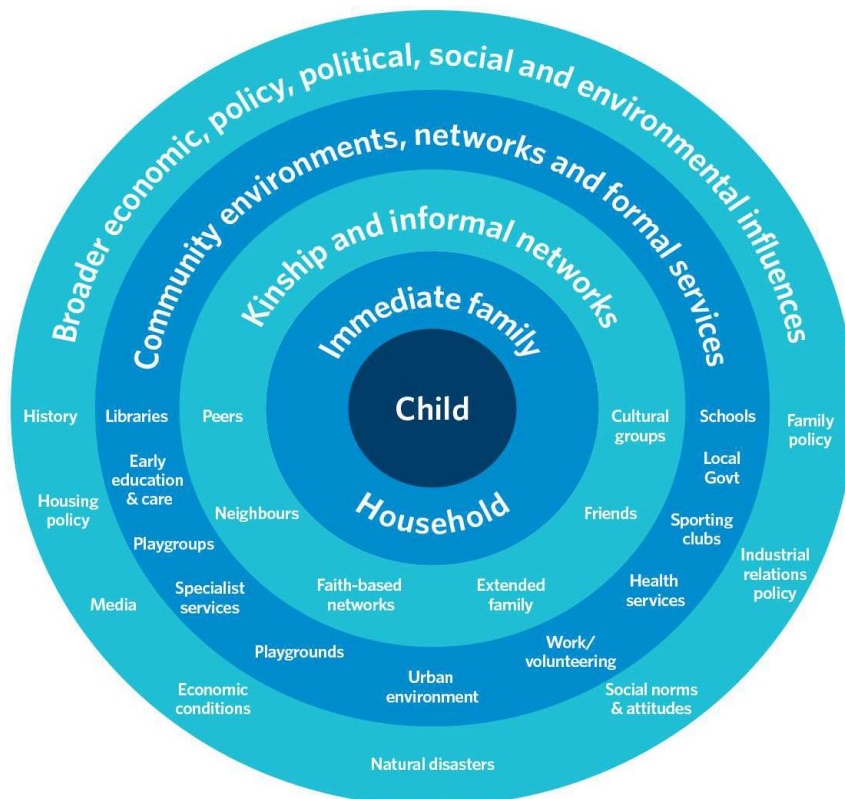 Broader economic, policy, political, social and environmental influences
Community environments, networks and formal services
Kinship and informal networks
Immediate family
Child
Household
History
Libraries
Peers
Cultural
groups
Schools
Family
policy
Early
education
& care
Local
Govt
Housing
policy
Neighbours
Friends
Sporting
clubs
Playgroups
Industrial
relations
policy
Media
Specialist
services
Faith-based
networks
Extended
family
Health
services
Playgrounds
Urban
environment
Work/
volunteering
Economic
conditions
Social norms
& attitudes
Natural disasters